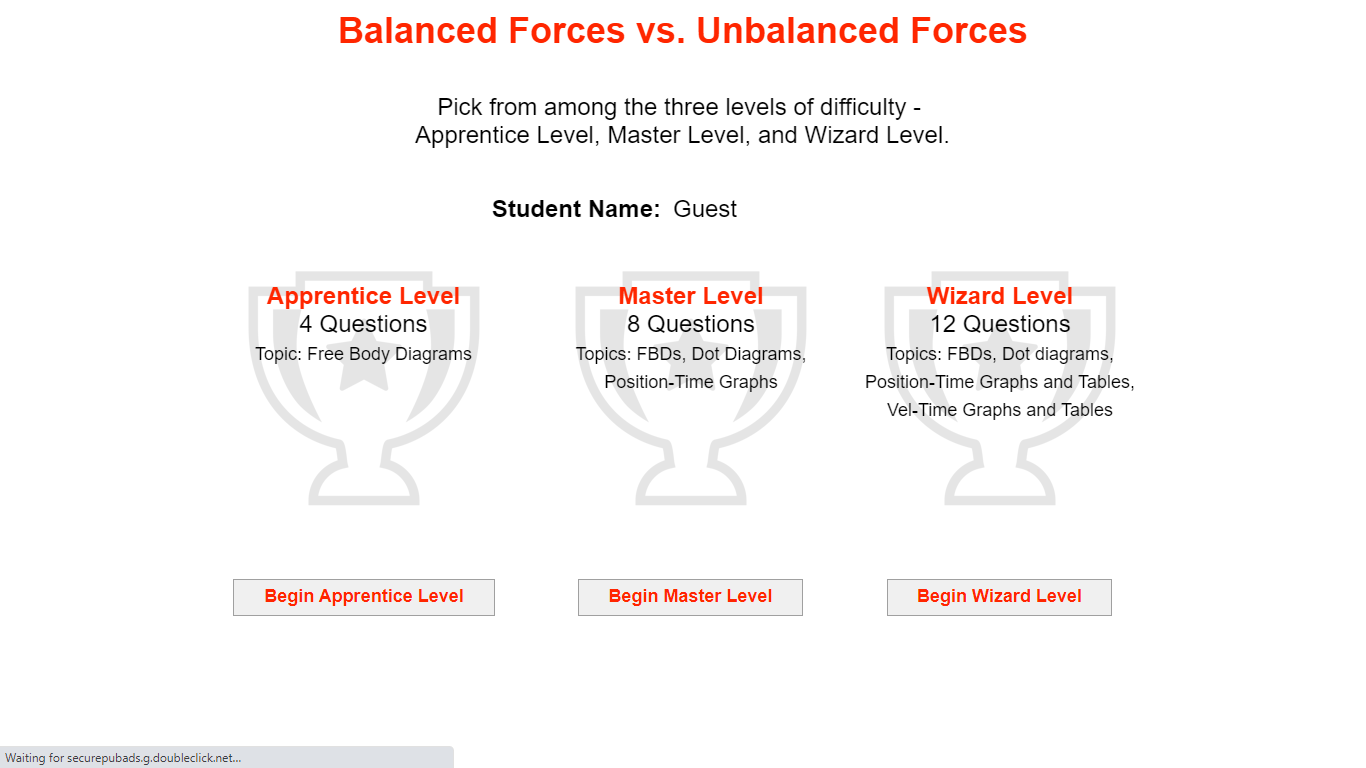 Balanced Forces vs. Unbalanced Forces
Pick from among the three levels of difficulty -
Apprentice Level, Master Level, and Wizard Level.
Student Name: Guest
Apprentice Level
4 Questions
Topic: Free Body Diagrams
Master Level
8 Questions
Topics: FBDs, Dot Diagrams,
Position-Time Graphs
Wizard Level
12 Questions
Topics: FBDs, Dot diagrams,
Position-Time Graphs and Tables,
Vel-Time Graphs and Tables
Begin Apprentice Level
Begin Master Level
Begin Wizard Level
Waiting for securepubads.g.doubleclick.net...